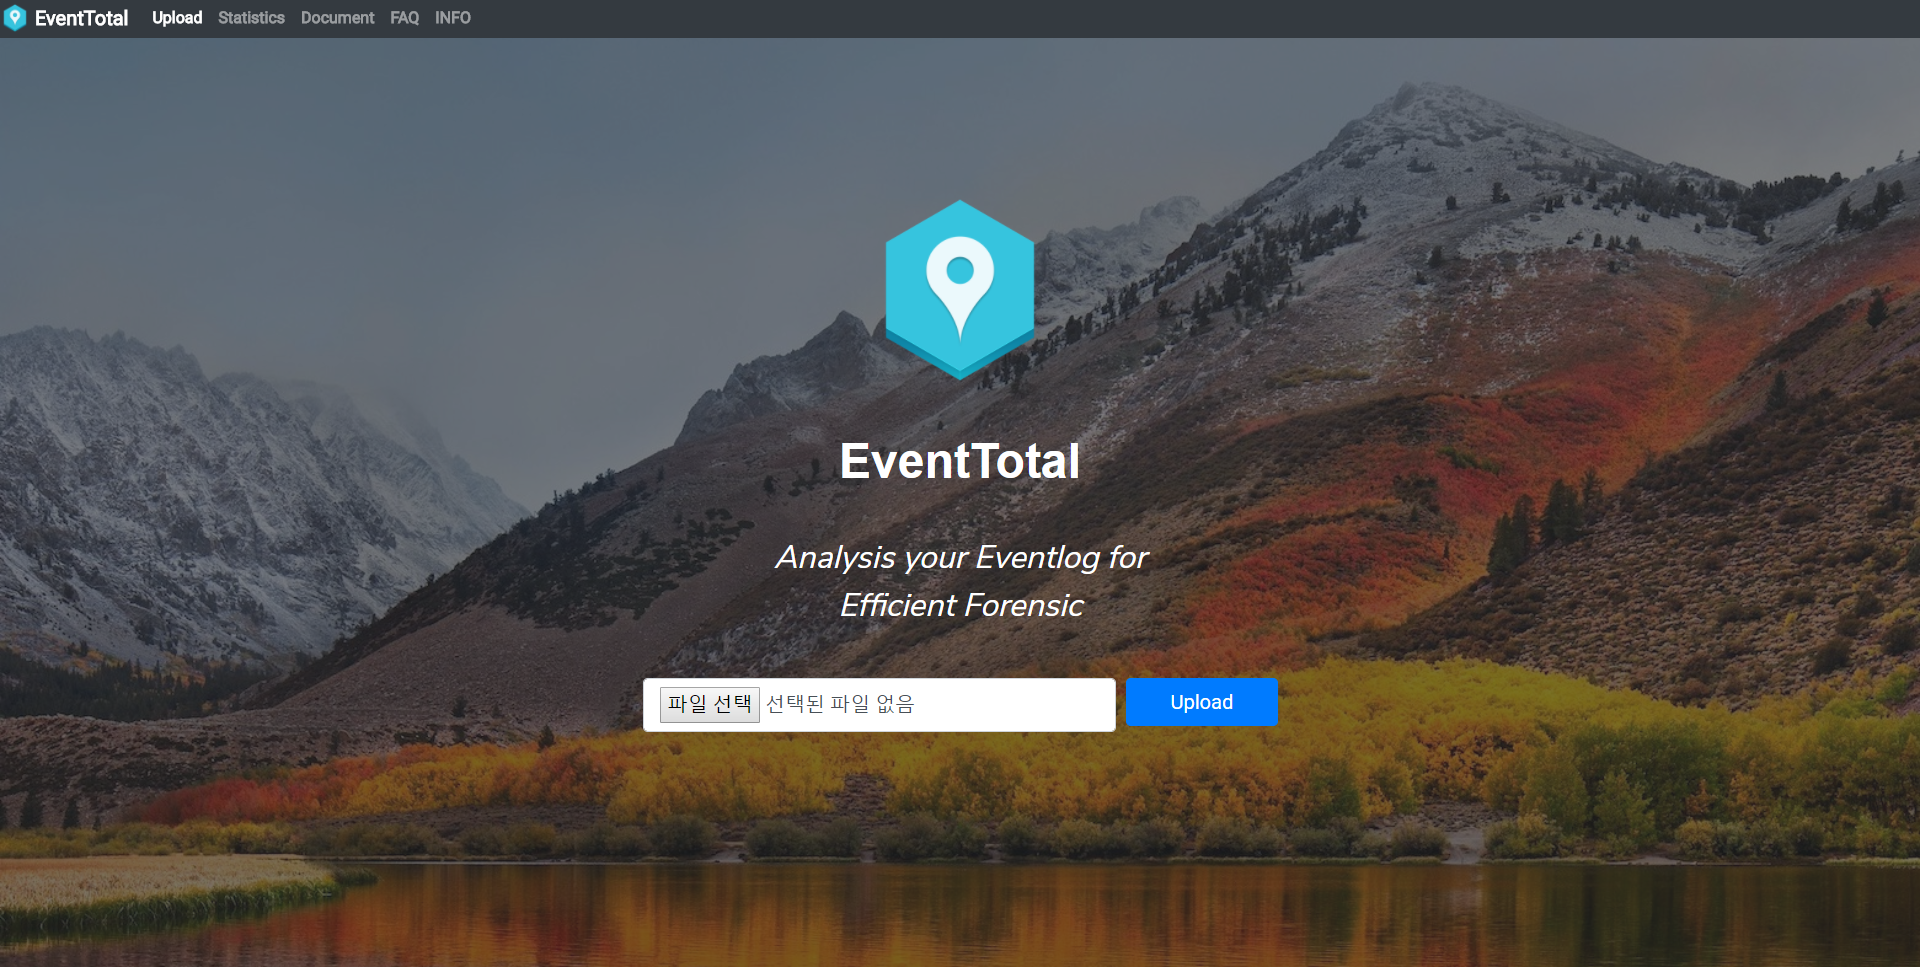 EventTotal Upload Statistics Document FAQ INFO
EventTotal
Analysis your Eventlog for
Efficient Forensic
파일 선택 선택된 파일 없음 Upload